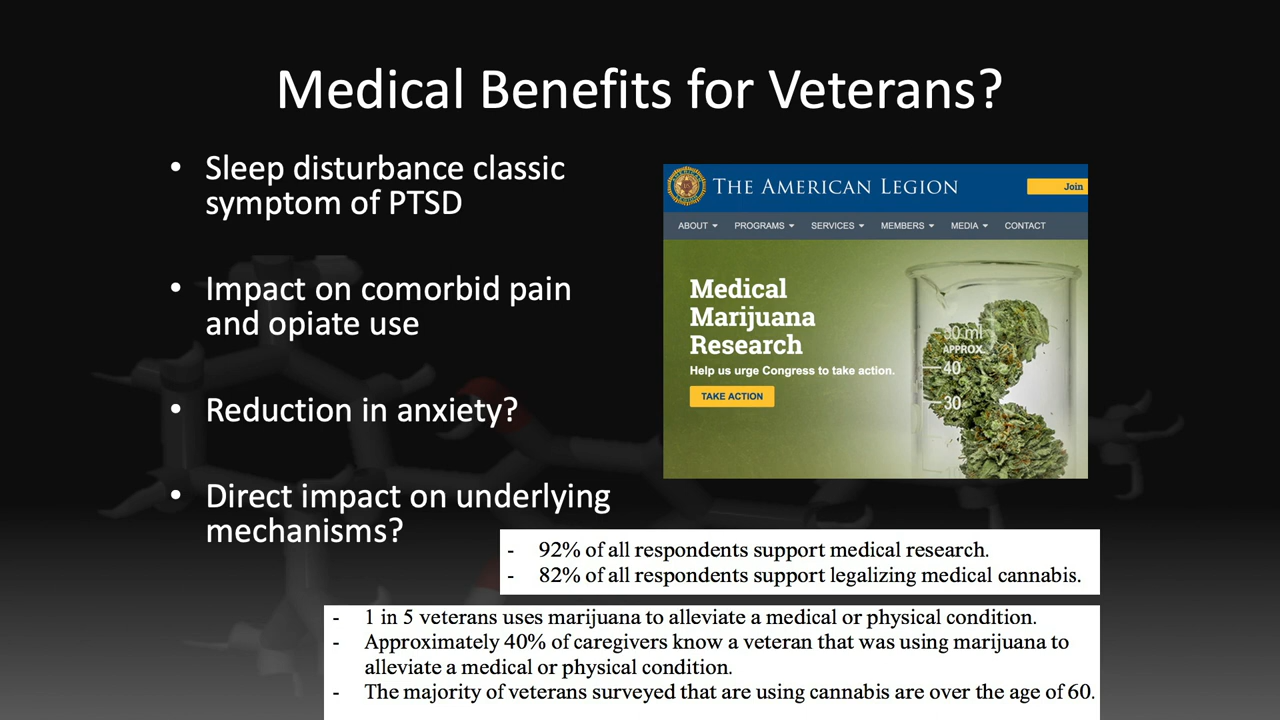 Medical Benefits for Veterans?
• Sleep disturbance classic
symptom of PTSD
• Impact on comorbid pain
and opiate use
• Reduction in anxiety?
• Direct impact on underlying
mechanisms?
THE AMERICAN LEGION
Join
ABOUT PROGRAMS SERVICES MEMBERS MEDIA CONTACT
Medical
Marijuana
Research
Help us urge Congress to take action.
TAKE ACTION
50 ml
APPROX.
40
30
- 92% of all respondents support medical research.
- 82% of all respondents support legalizing medical cannabis.
- 1 in 5 veterans uses marijuana to alleviate a medical or physical condition.
- Approximately 40% of caregivers know a veteran that was using marijuana to
alleviate a medical or physical condition.
- The majority of veterans surveyed that are using cannabis are over the age of 60.